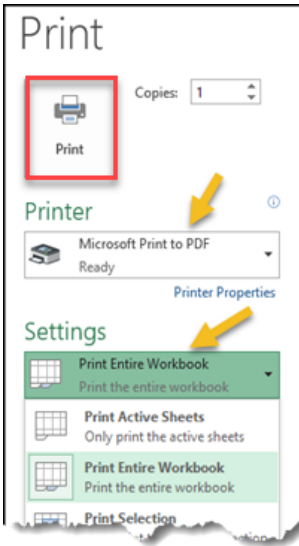 Print
Copies: 1
Print
Printer
Microsoft Print to PDF
Ready
Printer Properties
Settings
Print Entire Workbook
Print the entire workbook
Print Active Sheets
Only print the active sheets
Print Entire Workbook
Print the entire workbook
Print Selection